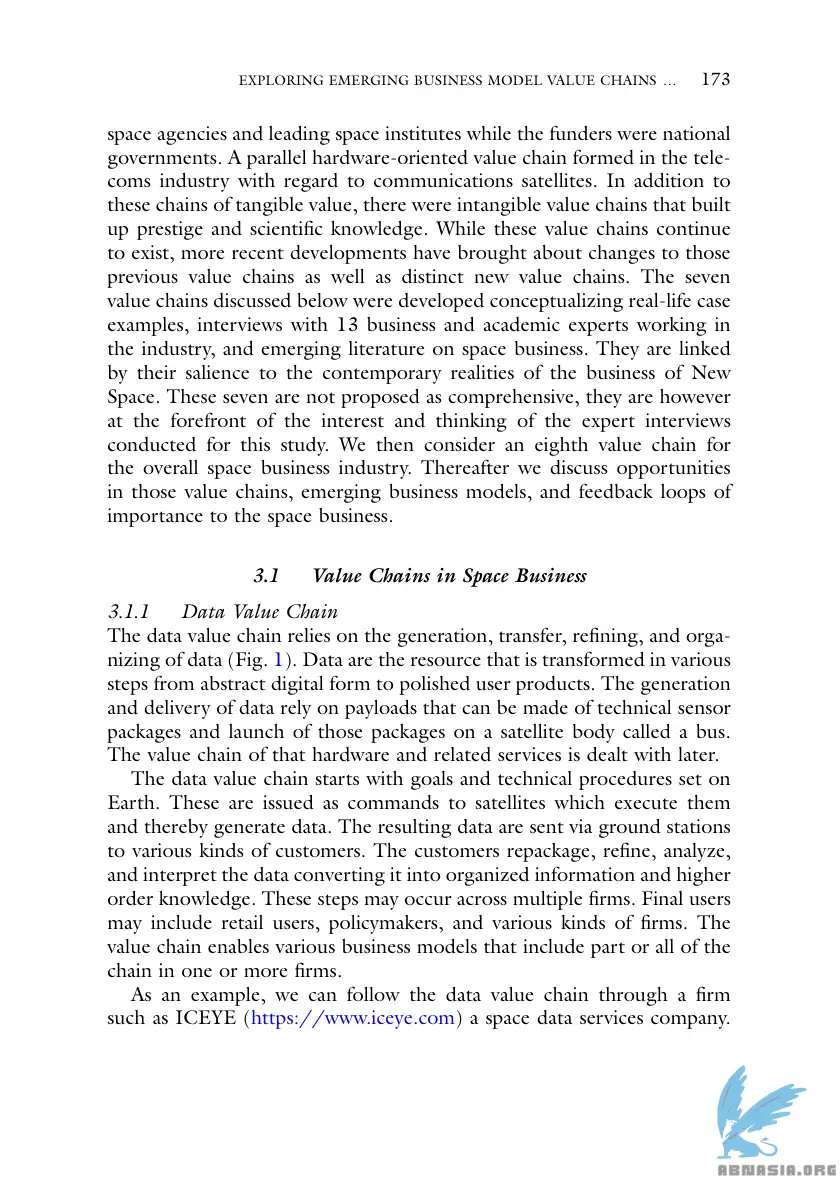 EXPLORING EMERGING BUSINESS MODEL VALUE CHAINS … 173
space agencies and leading space institutes while the funders were national
governments. A parallel hardware-oriented value chain formed in the tele-
coms industry with regard to communications satellites. In addition to
these chains of tangible value, there were intangible value chains that built
up prestige and scientific knowledge. While these value chains continue
to exist, more recent developments have brought about changes to those
previous value chains as well as distinct new value chains. The seven
value chains discussed below were developed conceptualizing real-life case
examples, interviews with 13 business and academic experts working in
the industry, and emerging literature on space business. They are linked
by their salience to the contemporary realities of the business of New
Space. These seven are not proposed as comprehensive, they are however
at the forefront of the interest and thinking of the expert interviews
conducted for this study. We then consider an eighth value chain for
the overall space business industry. Thereafter we discuss opportunities
in those value chains, emerging business models, and feedback loops of
importance to the space business.
3.1 Value Chains in Space Business
3.1.1 Data Value Chain
The data value chain relies on the generation, transfer, refining, and orga-
nizing of data (Fig. 1). Data are the resource that is transformed in various
steps from abstract digital form to polished user products. The generation
and delivery of data rely on payloads that can be made of technical sensor
packages and launch of those packages on a satellite body called a bus.
The value chain of that hardware and related services is dealt with later.
The data value chain starts with goals and technical procedures set on
Earth. These are issued as commands to satellites which execute them
and thereby generate data. The resulting data are sent via ground stations
to various kinds of customers. The customers repackage, refine, analyze,
and interpret the data converting it into organized information and higher
order knowledge. These steps may occur across multiple firms. Final users
may include retail users, policymakers, and various kinds of firms. The
value chain enables various business models that include part or all of the
chain in one or more firms.
As an example, we can follow the data value chain through a firm
such as ICEYE (https://www.iceye.com) a space data services company.
ABNASIA.ORG